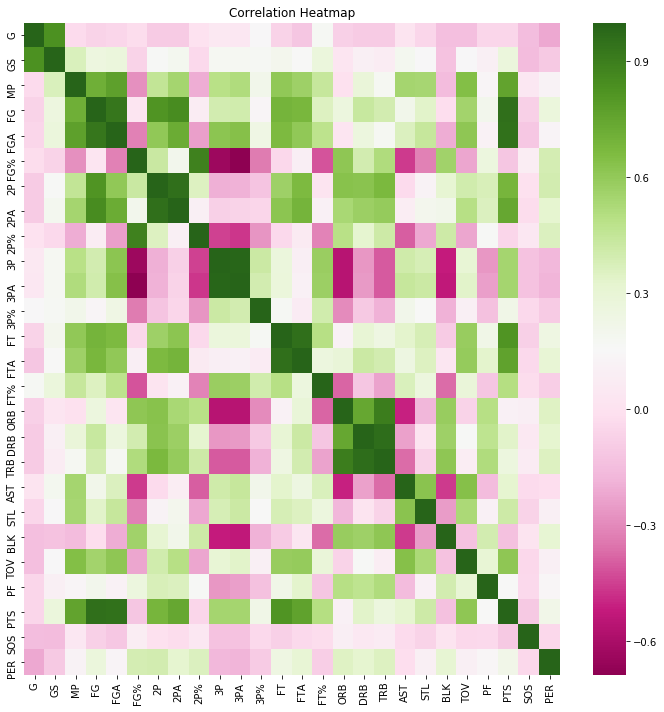 Correlation Heatmap
G
GS
MP
FG
FGA
FG%
2P
2PA
2P%
3P
3PA
3P%
FT
FTA
FT%
ORB
DRB
TRB
AST
STL
BLK
TOV
PF
PTS
SOS
PER
G GS MP FG FGA FG% 2P 2PA 2P% 3P 3PA 3P% FT FTA FT% ORB DRB TRB AST STL BLK TOV PF PTS SOS PER
0.9
0.6
0.3
0.0
−0.3
−0.6